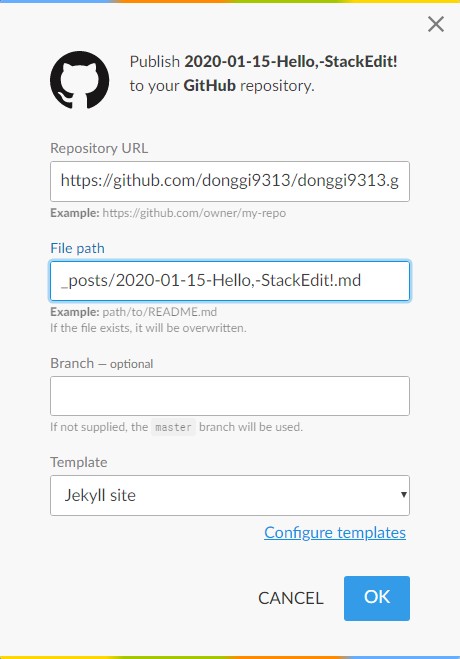 Publish 2020-01-15-Hello,-StackEdit!
to your GitHub repository.
Repository URL
https://github.com/donggi9313/donggi9313.g
Example: https://github.com/owner/my-repo
File path
_posts/2020-01-15-Hello,-StackEdit!.md
Example: path/to/README.md
If the file exists, it will be overwritten.
Branch — optional
If not supplied, the master branch will be used.
Template
Jekyll site
Configure templates
CANCEL OK